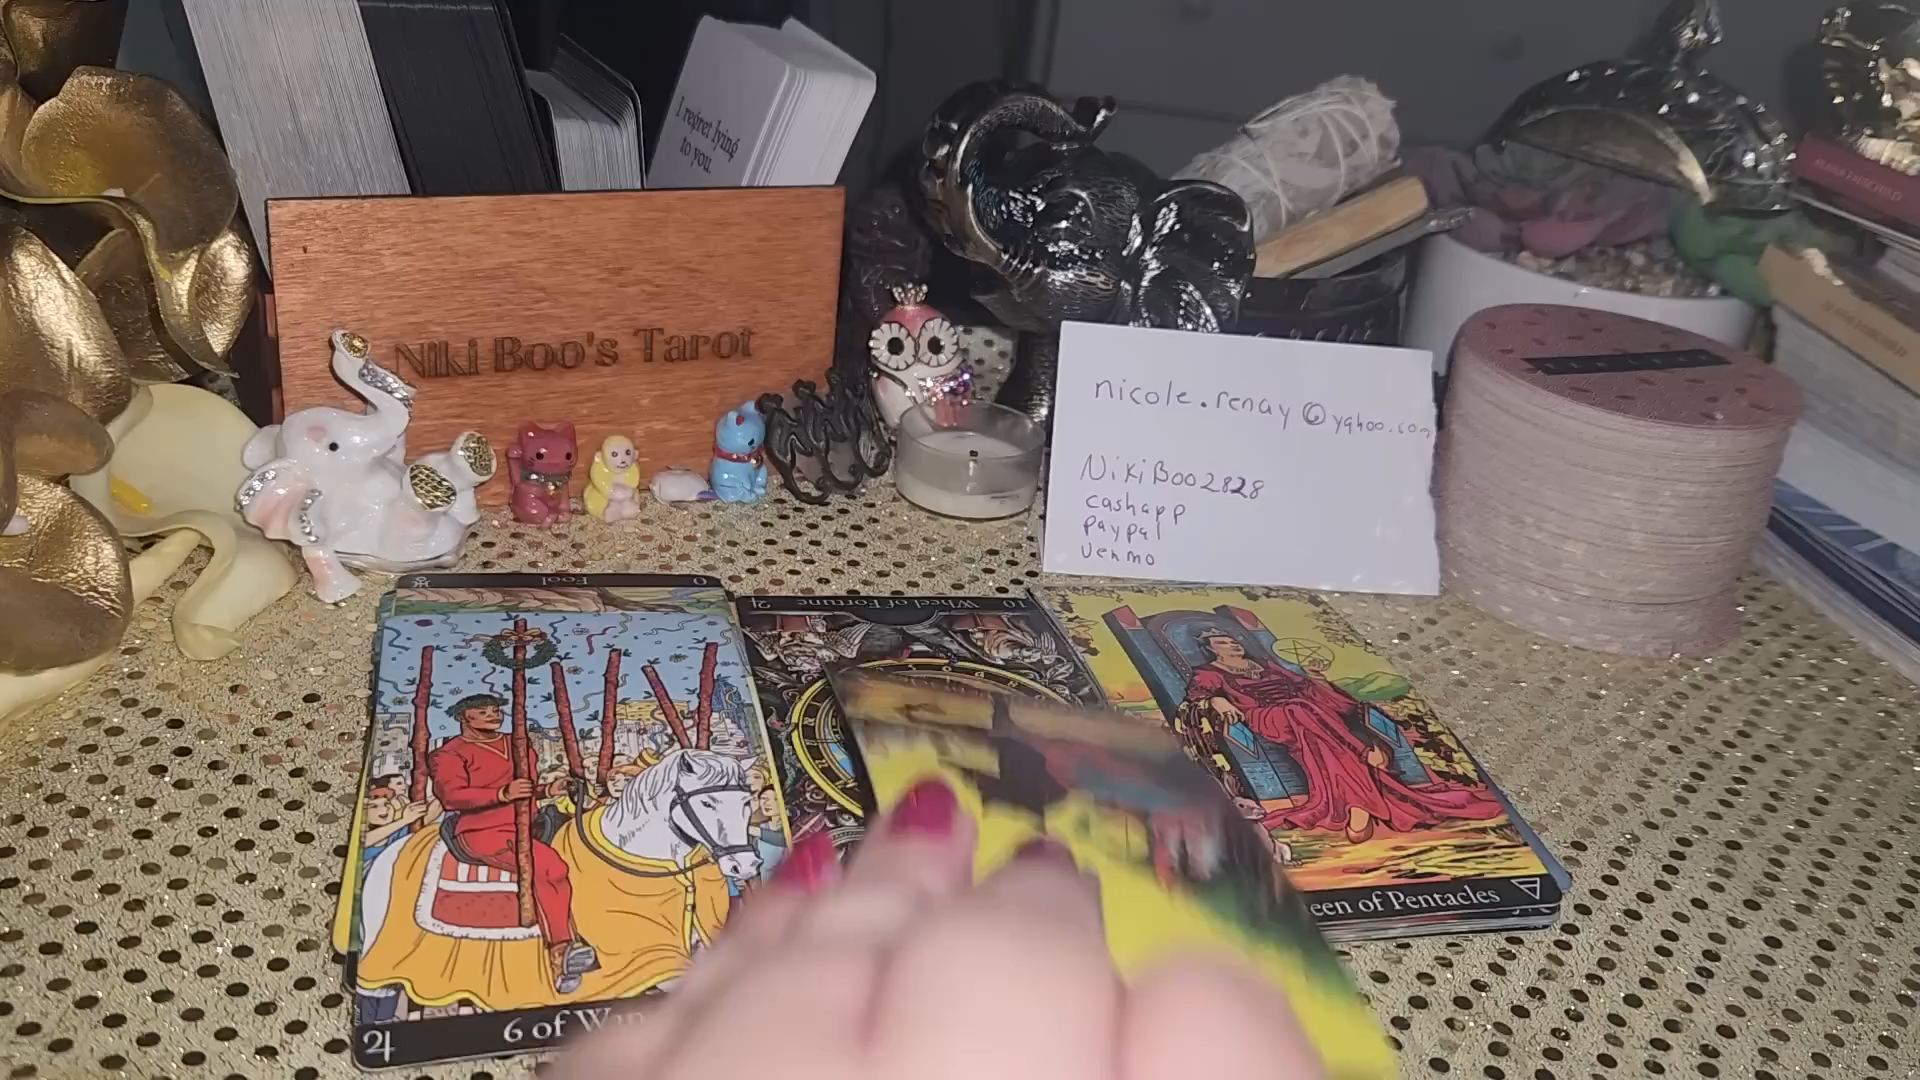 I regret lying
to you.
Niki Boo's Tarot
nicole.renay@yahoo.com
NikiBoo2828
cashapp
paypal
venmo
0
Fool
10
Wheel of Fortune
6 of Wan
een of Pentacles